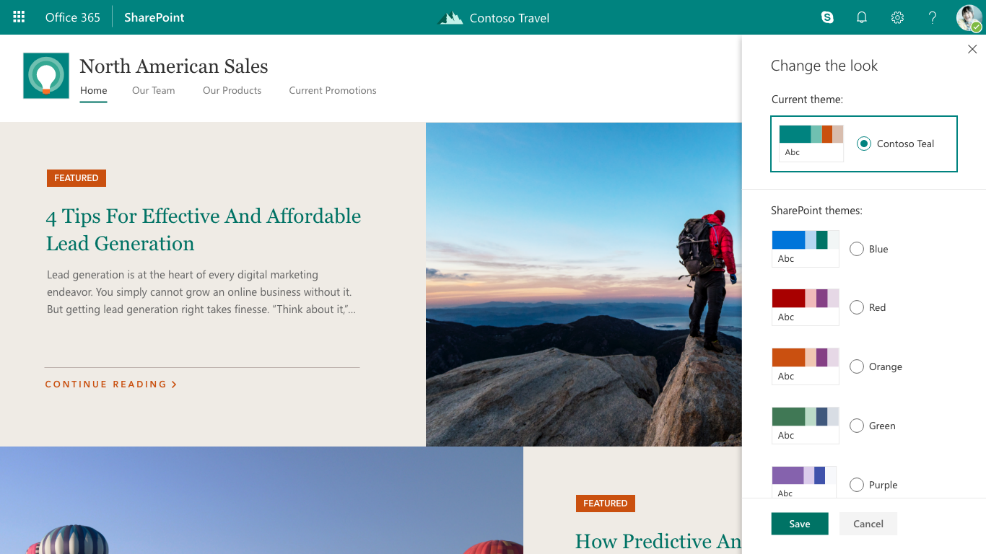 Office 365 SharePoint Contoso Travel ?
North American Sales
Home Our Team Our Products Current Promotions
FEATURED
4 Tips For Effective And Affordable
Lead Generation
Lead generation is at the heart of every digital marketing
endeavor. You simply cannot grow an online business without it.
But getting lead generation right takes finesse. “Think about it,”...
CONTINUE READING >
FEATURED
How Predictive An
Change the look
Current theme:
Abc Contoso Teal
SharePoint themes:
Abc Blue
Abc Red
Abc Orange
Abc Green
Abc Purple
Save Cancel